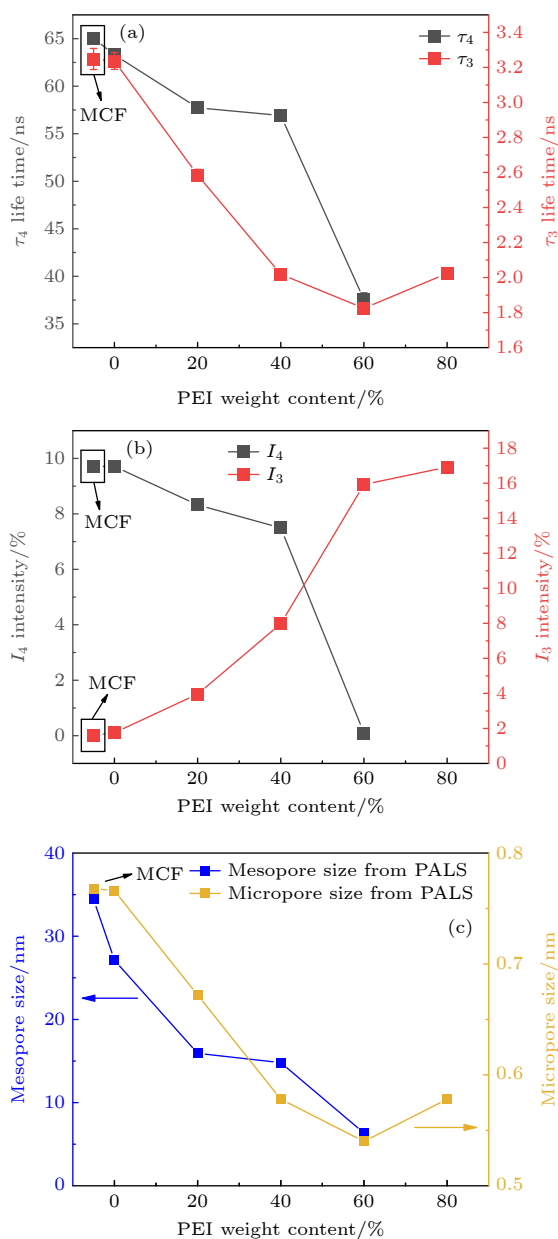 (a)
τ4
τ3
MCF
65
60
55
50
45
40
35
τ4 life time/ns
3.4
3.2
3.0
2.8
2.6
2.4
2.2
2.0
1.8
1.6
τ3 life time/ns
0 20 40 60 80
PEI weight content/%
(b)
I4
I3
MCF
MCF
10
8
6
4
2
0
I4 intensity/%
18
16
14
12
10
8
6
4
2
0
I3 intensity/%
0 20 40 60 80
PEI weight content/%
MCF
Mesopore size from PALS
Micropore size from PALS
(c)
40
30
20
10
0
Mesopore size/nm
0.8
0.7
0.6
0.5
Micropore size/nm
0 20 40 60 80
PEI weight content/%